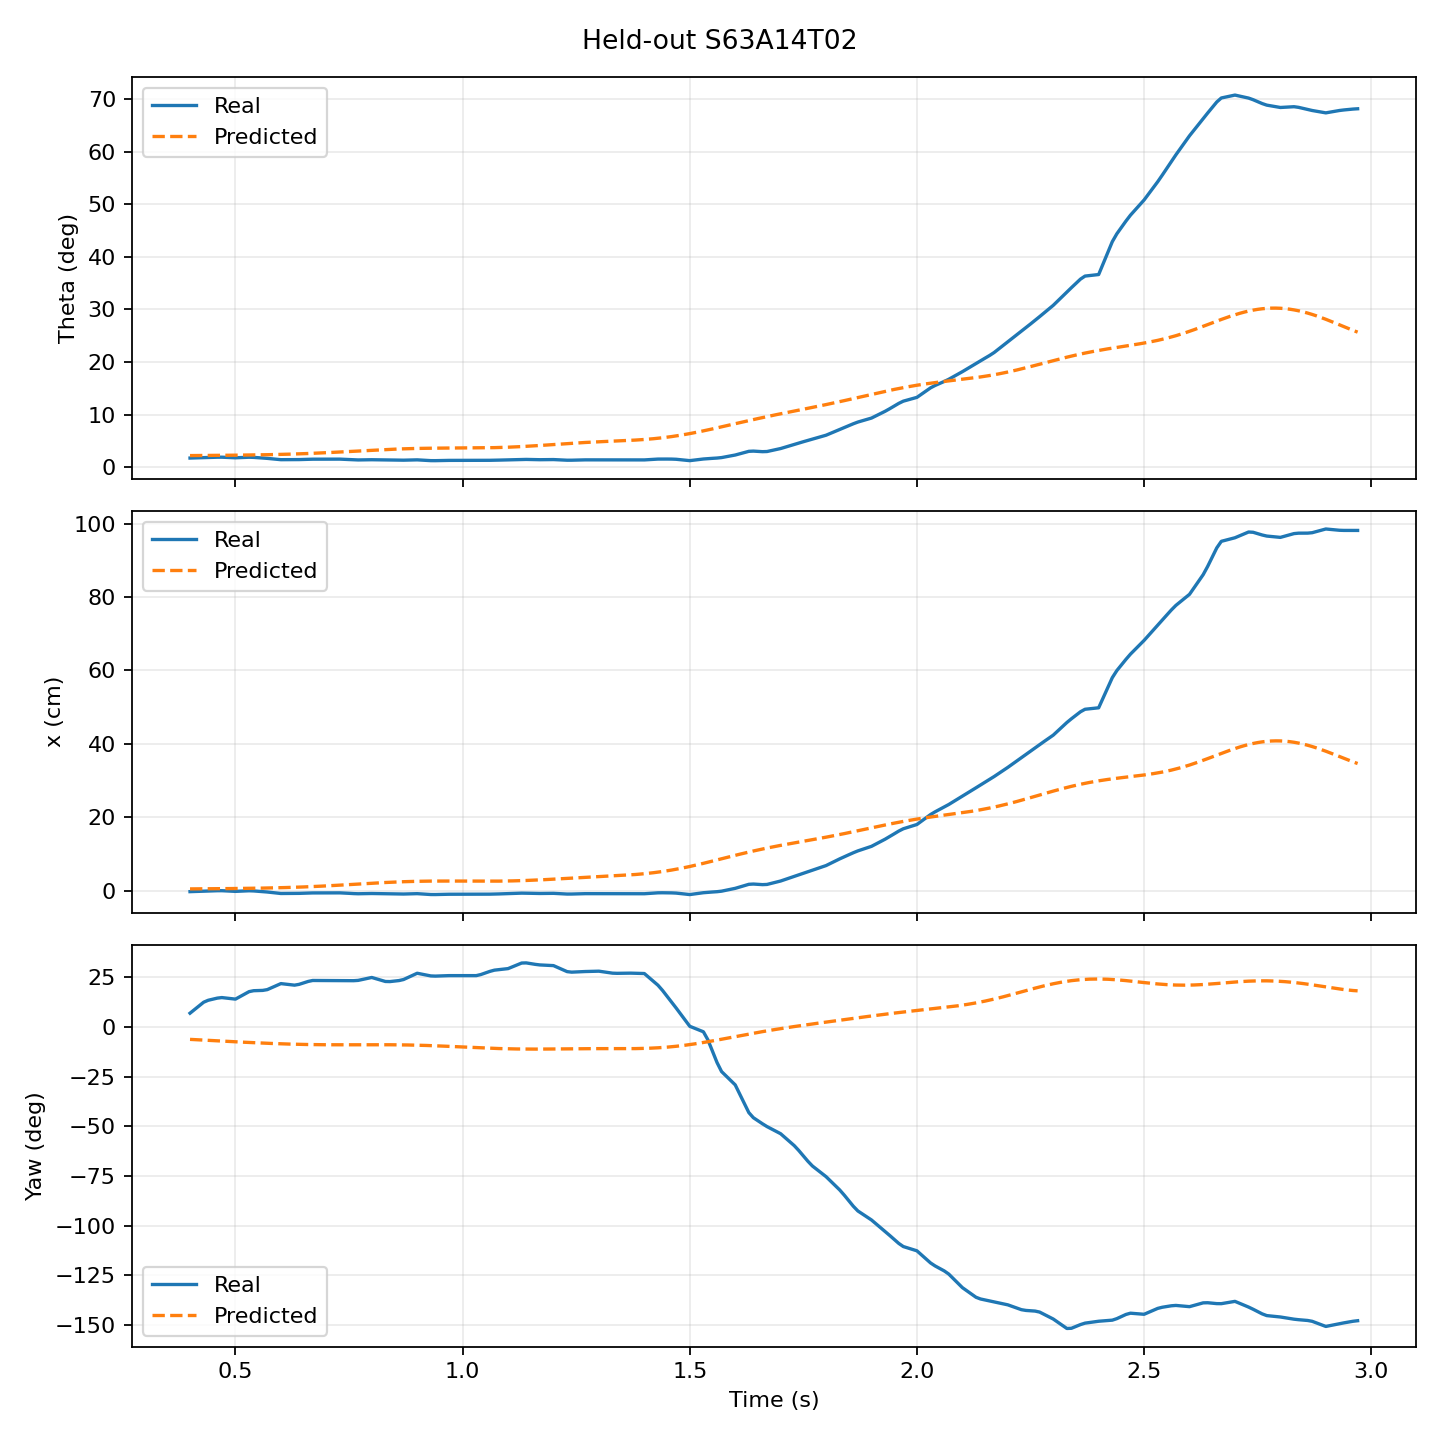 Held-out S63A14T02
Real
Predicted
70
60
50
40
30
20
10
0
Theta (deg)
Real
Predicted
100
80
60
40
20
0
x (cm)
Real
Predicted
25
0
−25
−50
−75
−100
−125
−150
Yaw (deg)
0.5 1.0 1.5 2.0 2.5 3.0
Time (s)